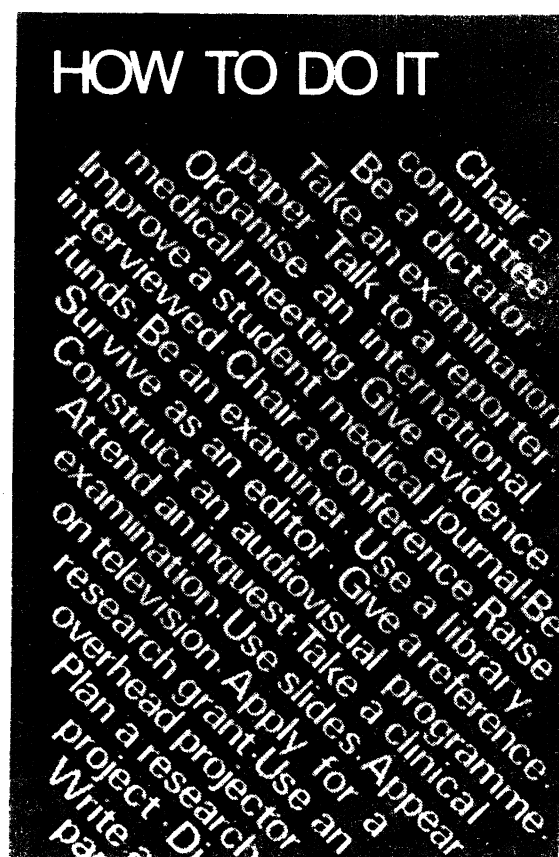 HOW TO DO IT
Chair a
committee
Be a dictator
Take an examination
paper. Talk to a reporter.
Organise an international
medical meeting. Give evidence.
Improve a student medical journal. Be
interviewed. Chair a conference. Raise
funds. Be an examiner. Use a library.
Survive as an editor. Give a reference.
Construct an audiovisual programme.
Attend an inquest. Take a clinical
examination. Use slides. Appear
on television. Apply for a
research grant. Use an
overhead projector
Plan a research
project. Di
Write a